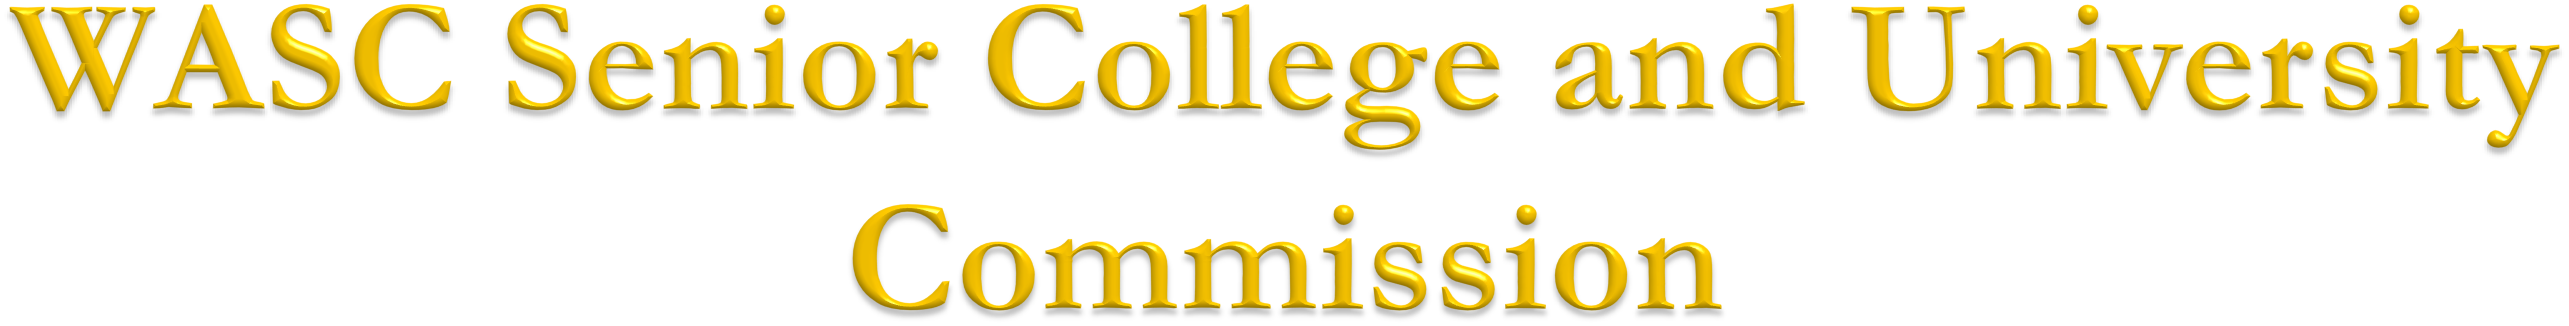 WASC Senior College and University
Commission